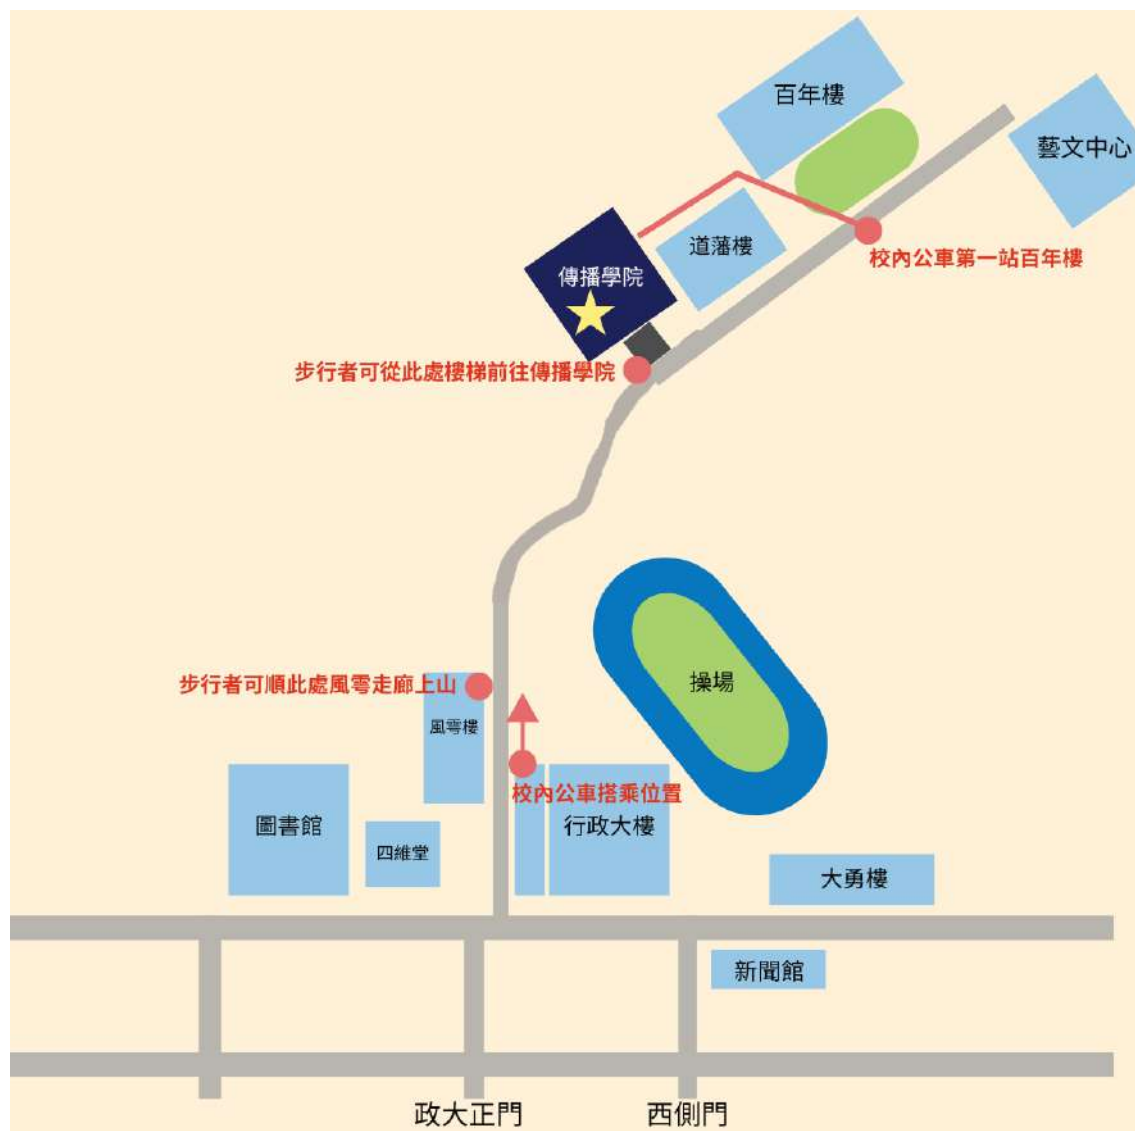 百年樓
藝文中心
道藩樓
校內公車第一站百年樓
傳播學院
步行者可從此處樓梯前往傳播學院
操場
步行者可順此處風雩走廊上山
風雩樓
校內公車搭乘位置
圖書館
行政大樓
四維堂
大勇樓
新聞館
政大正門
西側門